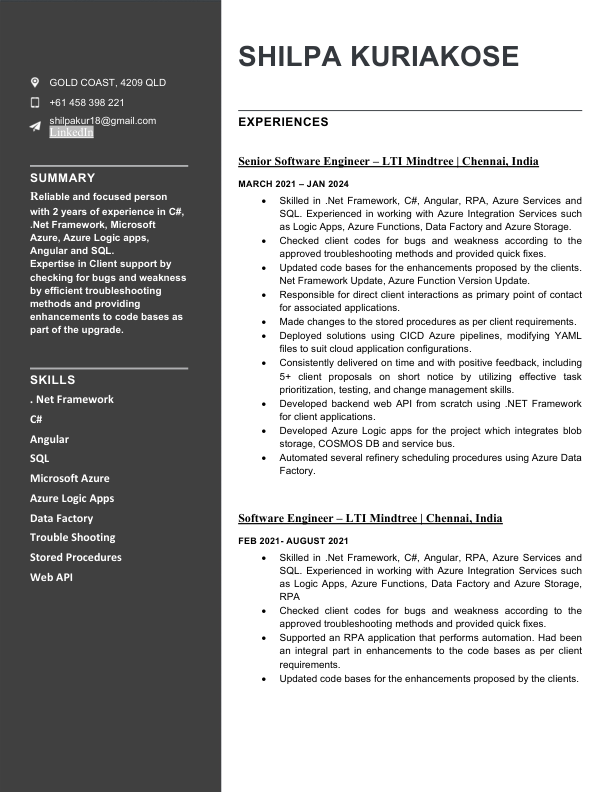 SHILPA KURIAKOSE
GOLD COAST, 4209 QLD
+61 458 398 221
shilpakur18@gmail.com
LinkedIn
SUMMARY
Reliable and focused person
with 2 years of experience in C#,
.Net Framework, Microsoft
Azure, Azure Logic apps,
Angular and SQL.
Expertise in Client support by
checking for bugs and weakness
by efficient troubleshooting
methods and providing
enhancements to code bases as
part of the upgrade.
SKILLS
. Net Framework
C#
Angular
SQL
Microsoft Azure
Azure Logic Apps
Data Factory
Trouble Shooting
Stored Procedures
Web API
EXPERIENCES
Senior Software Engineer – LTI Mindtree | Chennai, India
MARCH 2021 – JAN 2024
• Skilled in .Net Framework, C#, Angular, RPA, Azure Services and
SQL. Experienced in working with Azure Integration Services such
as Logic Apps, Azure Functions, Data Factory and Azure Storage.
• Checked client codes for bugs and weakness according to the
approved troubleshooting methods and provided quick fixes.
• Updated code bases for the enhancements proposed by the clients.
Net Framework Update, Azure Function Version Update.
• Responsible for direct client interactions as primary point of contact
for associated applications.
• Made changes to the stored procedures as per client requirements.
• Deployed solutions using CICD Azure pipelines, modifying YAML
files to suit cloud application configurations.
• Consistently delivered on time and with positive feedback, including
5+ client proposals on short notice by utilizing effective task
prioritization, testing, and change management skills.
• Developed backend web API from scratch using .NET Framework
for client applications.
• Developed Azure Logic apps for the project which integrates blob
storage, COSMOS DB and service bus.
• Automated several refinery scheduling procedures using Azure Data
Factory.
Software Engineer – LTI Mindtree | Chennai, India
FEB 2021- AUGUST 2021
• Skilled in .Net Framework, C#, Angular, RPA, Azure Services and
SQL. Experienced in working with Azure Integration Services such
as Logic Apps, Azure Functions, Data Factory and Azure Storage,
RPA
• Checked client codes for bugs and weakness according to the
approved troubleshooting methods and provided quick fixes.
• Supported an RPA application that performs automation. Had been
an integral part in enhancements to the code bases as per client
requirements.
• Updated code bases for the enhancements proposed by the clients.